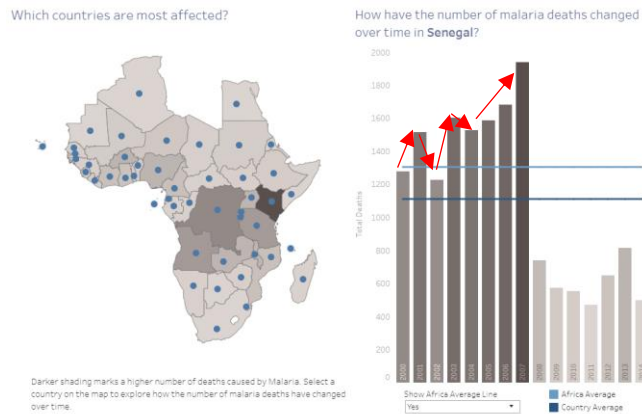 Which countries are most affected?
How have the number of malaria deaths changed
over time in Senegal?
2000
1800
1600
1400
1200
1000
800
600
400
200
0
Total Deaths
2000
2001
2002
2003
2004
2005
2006
2007
2008
2009
2010
2011
2012
2013
Darker shading marks a higher number of deaths caused by Malaria. Select a
country on the map to explore how the number of malaria deaths have changed
over time.
Show Africa Average Line
Yes
Africa Average
Country Average